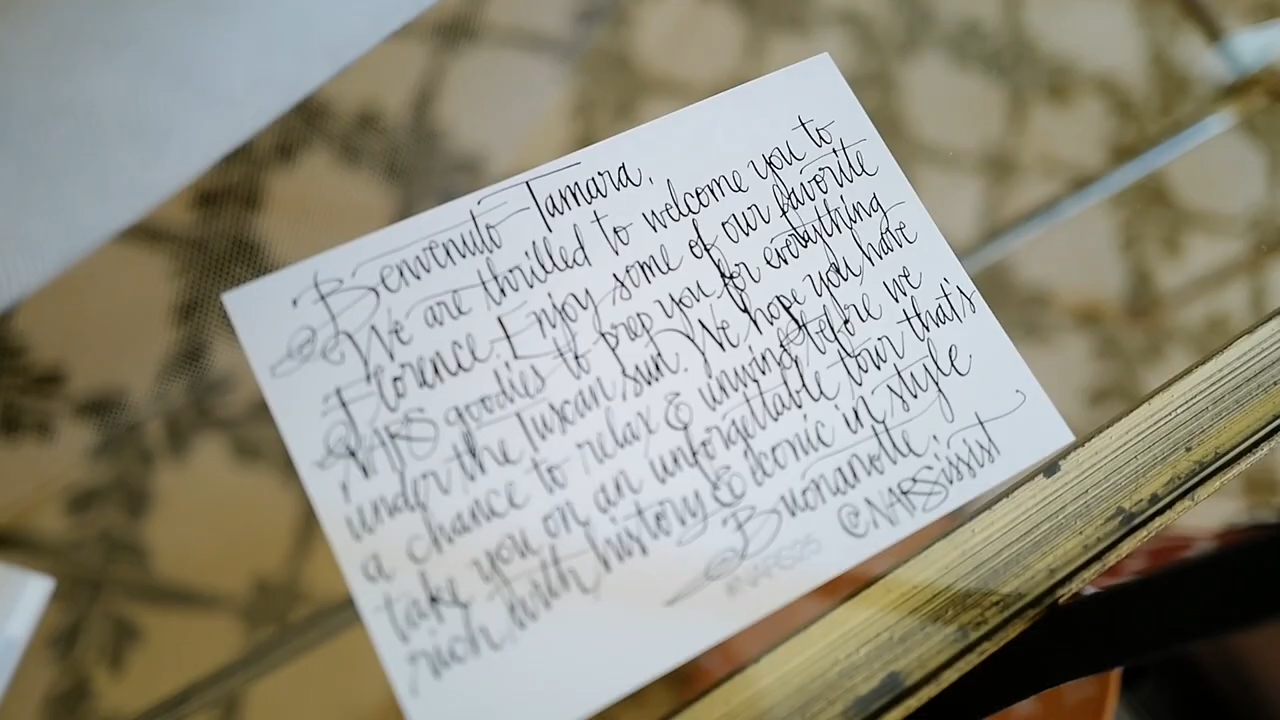 Benvenuto Tamara,
We are thrilled to welcome you to
Florence. Enjoy some of our favorite
NARS goodies to prep you for everything
under the Tuscan sun. We hope you have
a chance to relax & unwind before we
take you on an unforgettable tour that's
rich with history & iconic in style.
Buonanotte,
@NARSissist
#NARS25